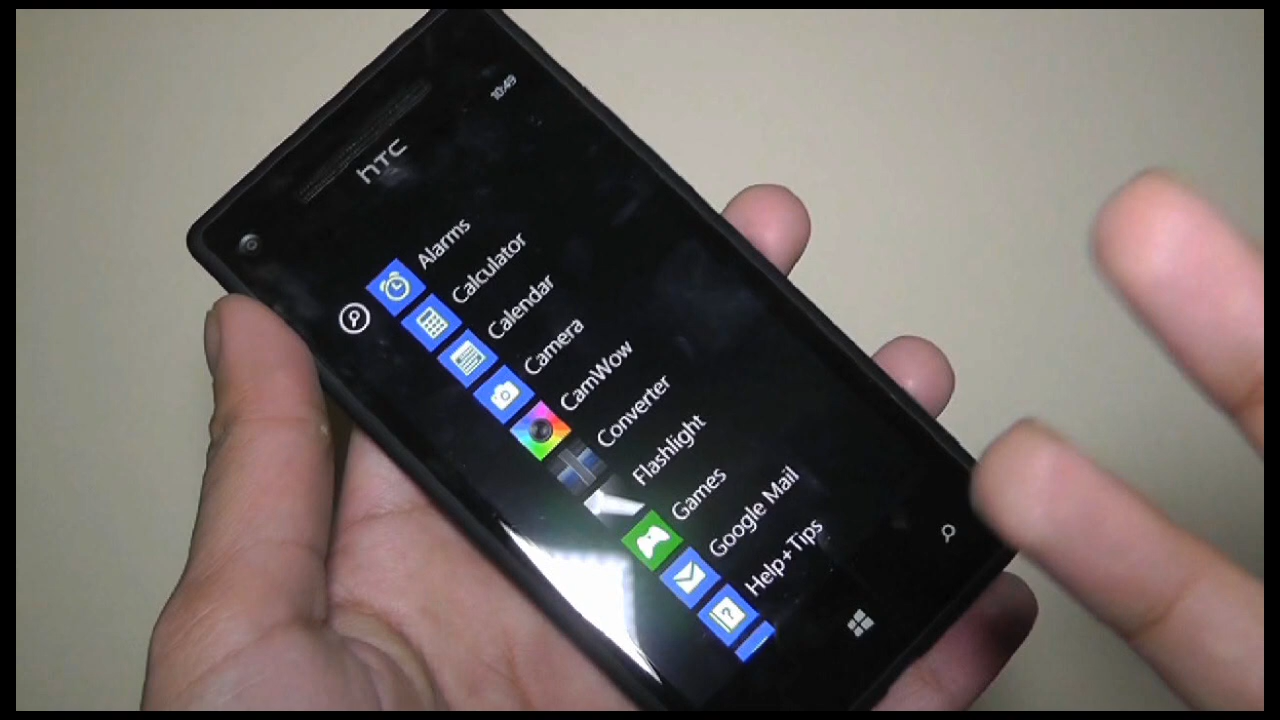 10:49
hTC
Alarms
Calculator
Calendar
Camera
CamWow
Converter
Flashlight
Games
Google Mail
Help+Tips